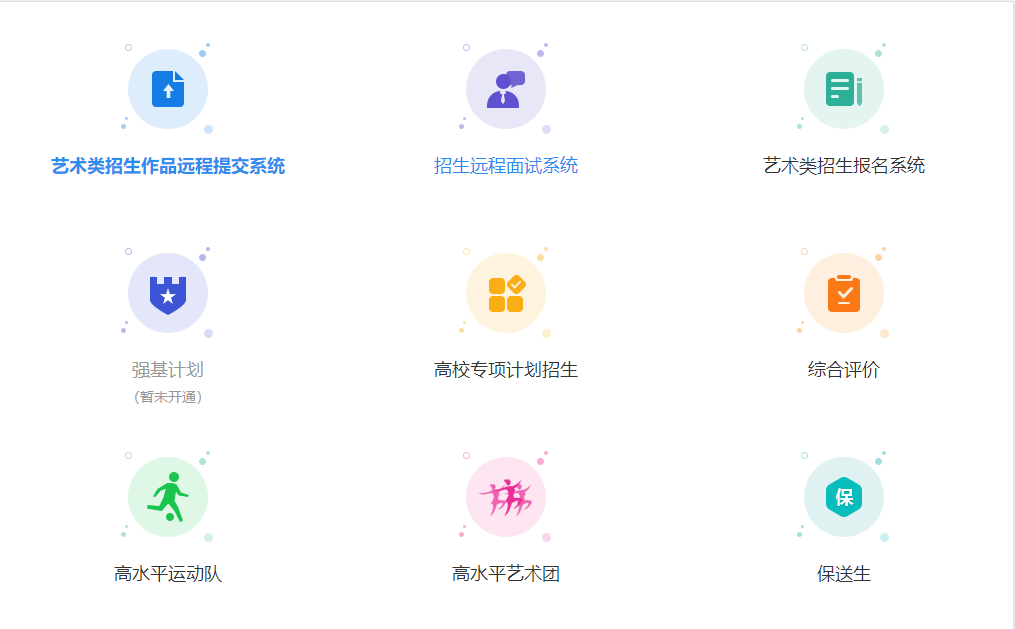 艺术类招生作品远程提交系统
招生远程面试系统
艺术类招生报名系统
强基计划
(暂未开通)
高校专项计划招生
综合评价
高水平运动队
高水平艺术团
保
保送生